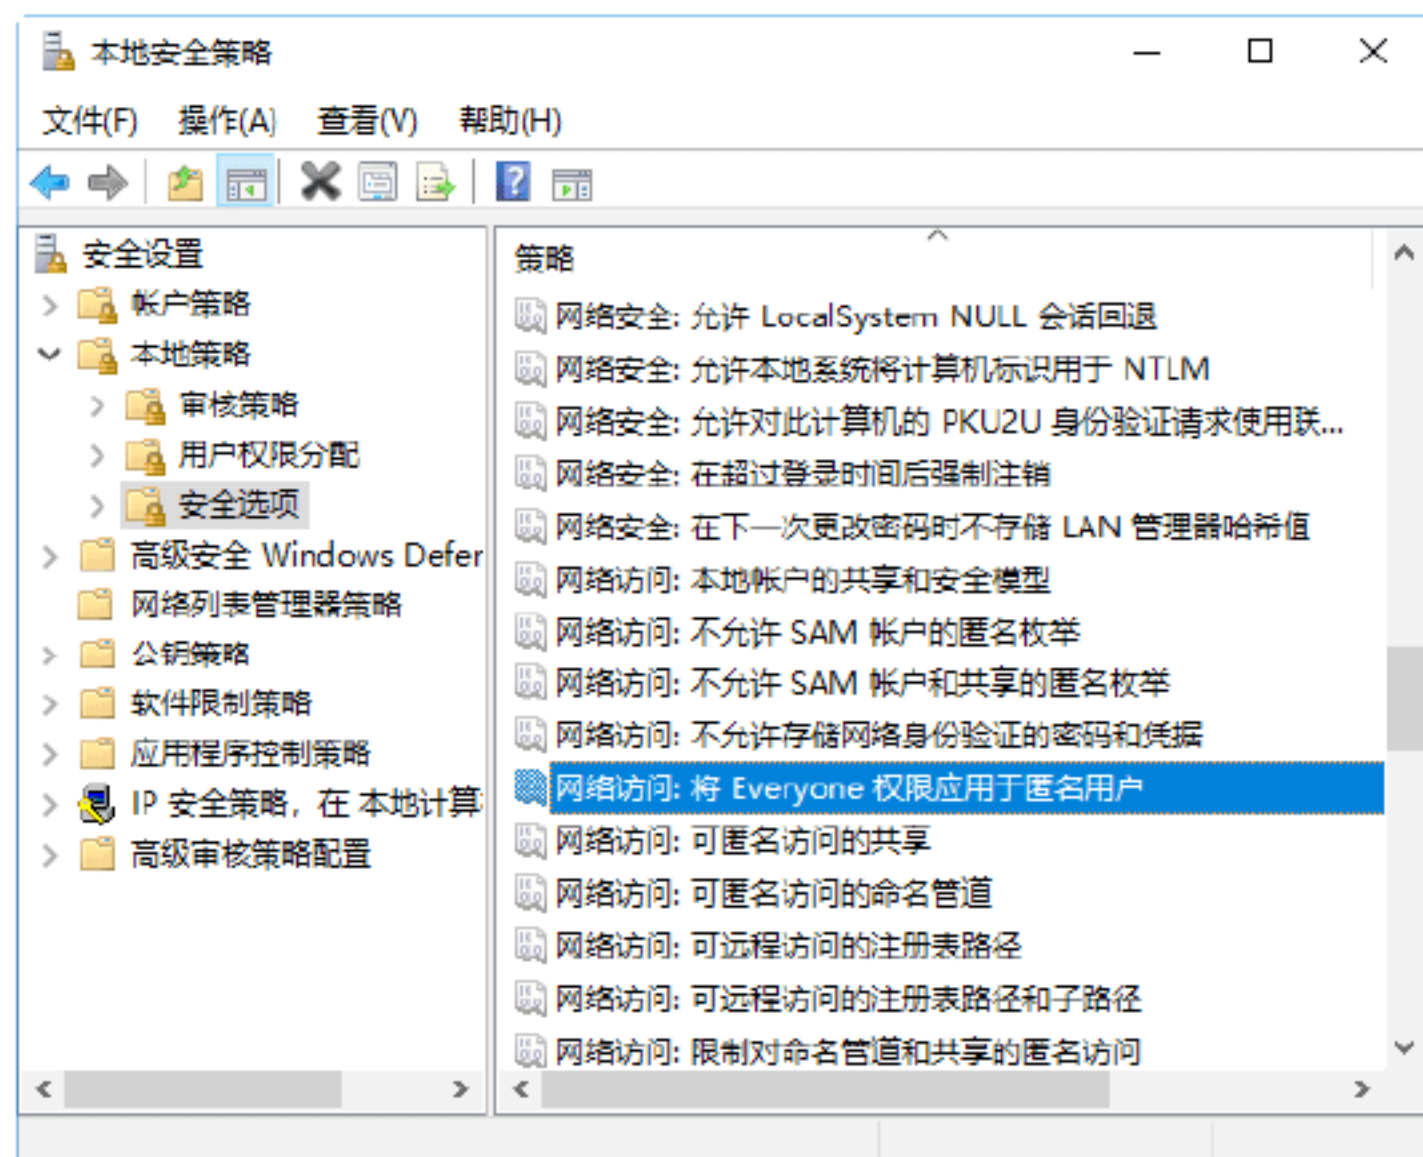 本地安全策略
文件(F) 操作(A) 查看(V) 帮助(H)
安全设置
帐户策略
本地策略
审核策略
用户权限分配
安全选项
高级安全 Windows Defer
网络列表管理器策略
公钥策略
软件限制策略
应用程序控制策略
IP 安全策略，在 本地计算
高级审核策略配置
策略
网络安全: 允许 LocalSystem NULL 会话回退
网络安全: 允许本地系统将计算机标识用于 NTLM
网络安全: 允许对此计算机的 PKU2U 身份验证请求使用联...
网络安全: 在超过登录时间后强制注销
网络安全: 在下一次更改密码时不存储 LAN 管理器哈希值
网络访问: 本地帐户的共享和安全模型
网络访问: 不允许 SAM 帐户的匿名枚举
网络访问: 不允许 SAM 帐户和共享的匿名枚举
网络访问: 不允许存储网络身份验证的密码和凭据
网络访问: 将 Everyone 权限应用于匿名用户
网络访问: 可匿名访问的共享
网络访问: 可匿名访问的命名管道
网络访问: 可远程访问的注册表路径
网络访问: 可远程访问的注册表路径和子路径
网络访问: 限制对命名管道和共享的匿名访问